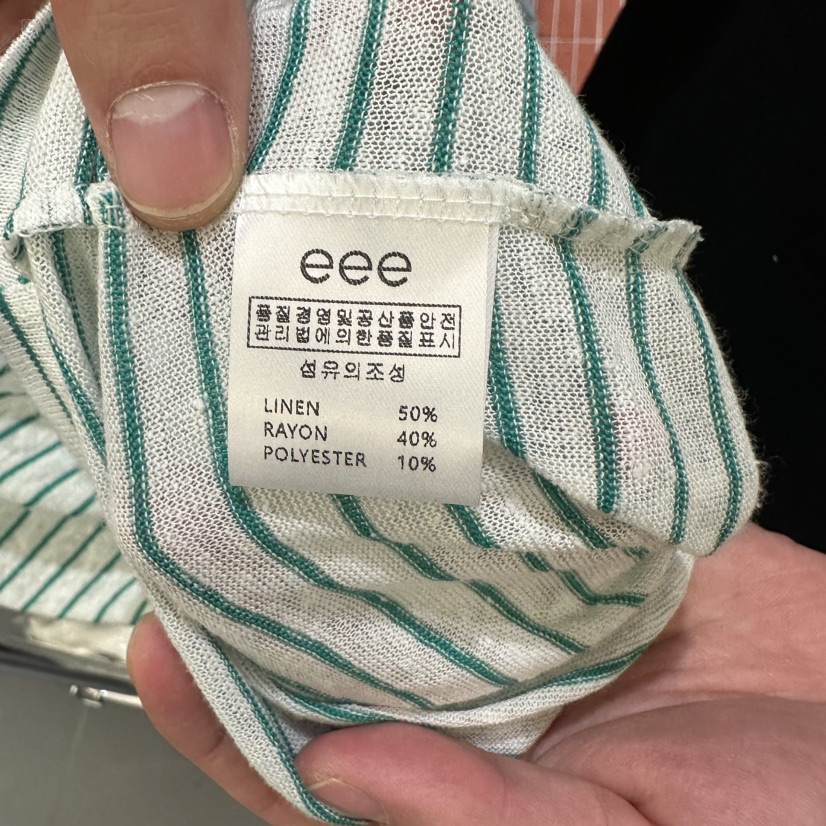 eee
품질경영및공산품안전
관리법에의한품질표시
섬유의조성
LINEN 50%
RAYON 40%
POLYESTER 10%